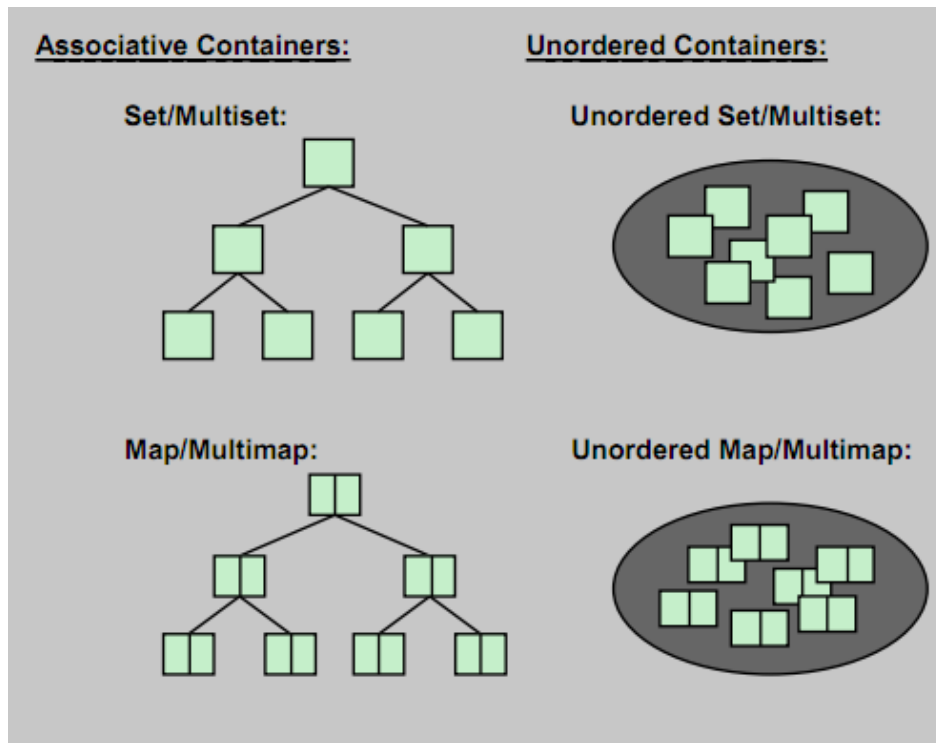 Associative Containers:
Unordered Containers:
Set/Multiset:
Unordered Set/Multiset:
Map/Multimap:
Unordered Map/Multimap: